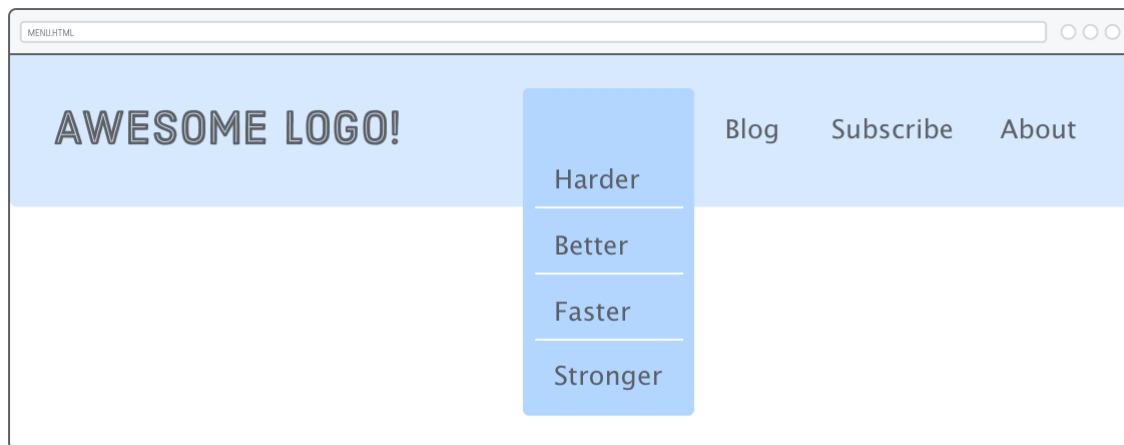 MENU.HTML
AWESOME LOGO! Blog Subscribe About
Harder
Better
Faster
Stronger